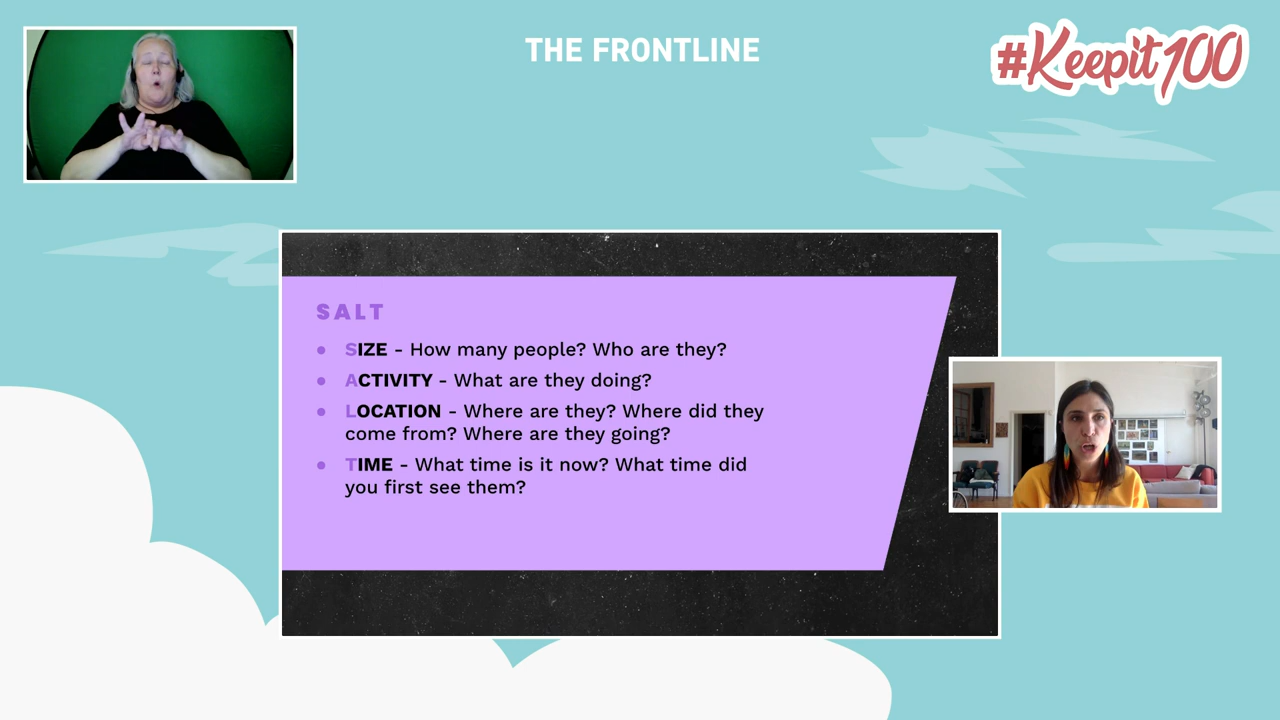 THE FRONTLINE
#Keepit100
SALT
SIZE - How many people? Who are they?
ACTIVITY - What are they doing?
LOCATION - Where are they? Where did they
come from? Where are they going?
TIME - What time is it now? What time did
you first see them?